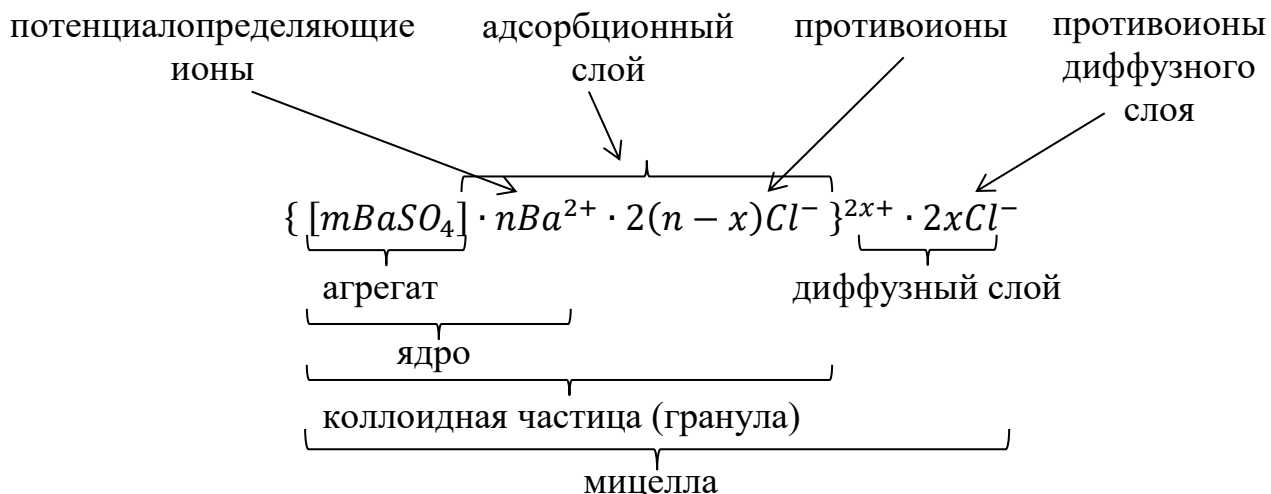 потенциалопределяющие ионы
адсорбционный слой
противоионы
противоионы диффузного слоя
{ [mBaSO₄] · nBa²⁺ · 2(n − x)Cl⁻ }²ˣ⁺ · 2xCl⁻
агрегат
диффузный слой
ядро
коллоидная частица (гранула)
мицелла